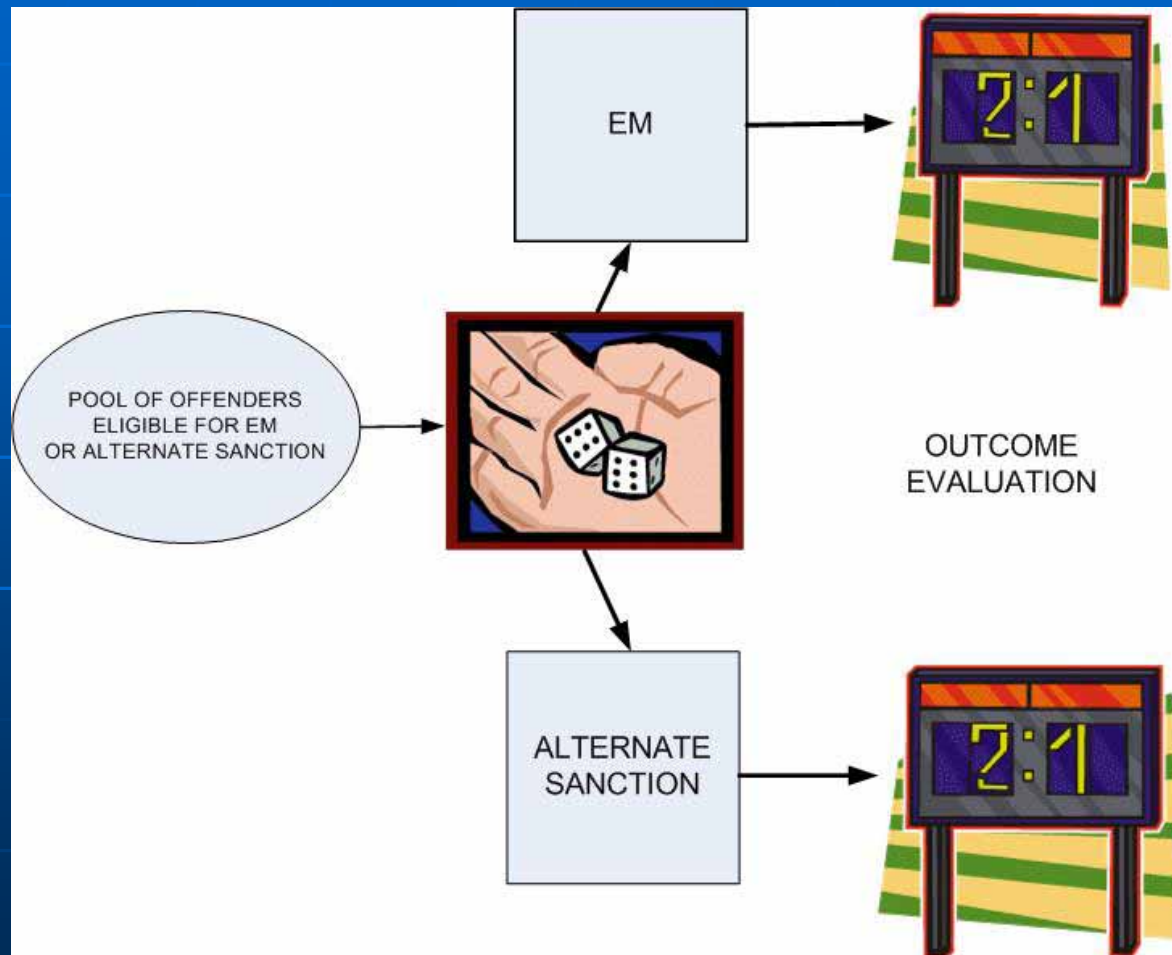 EM
2:1
POOL OF OFFENDERS
ELIGIBLE FOR EM
OR ALTERNATE SANCTION
OUTCOME
EVALUATION
ALTERNATE
SANCTION
2:1